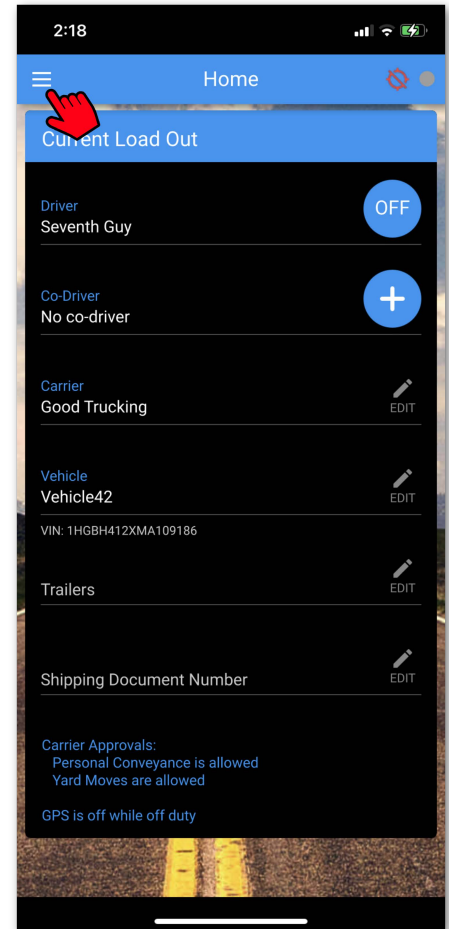 2:18
Home
Current Load Out
Driver
Seventh Guy
OFF
Co-Driver
No co-driver
Carrier
Good Trucking
EDIT
Vehicle
Vehicle42
EDIT
VIN: 1HGBH412XMA109186
Trailers
EDIT
Shipping Document Number
EDIT
Carrier Approvals:
Personal Conveyance is allowed
Yard Moves are allowed
GPS is off while off duty